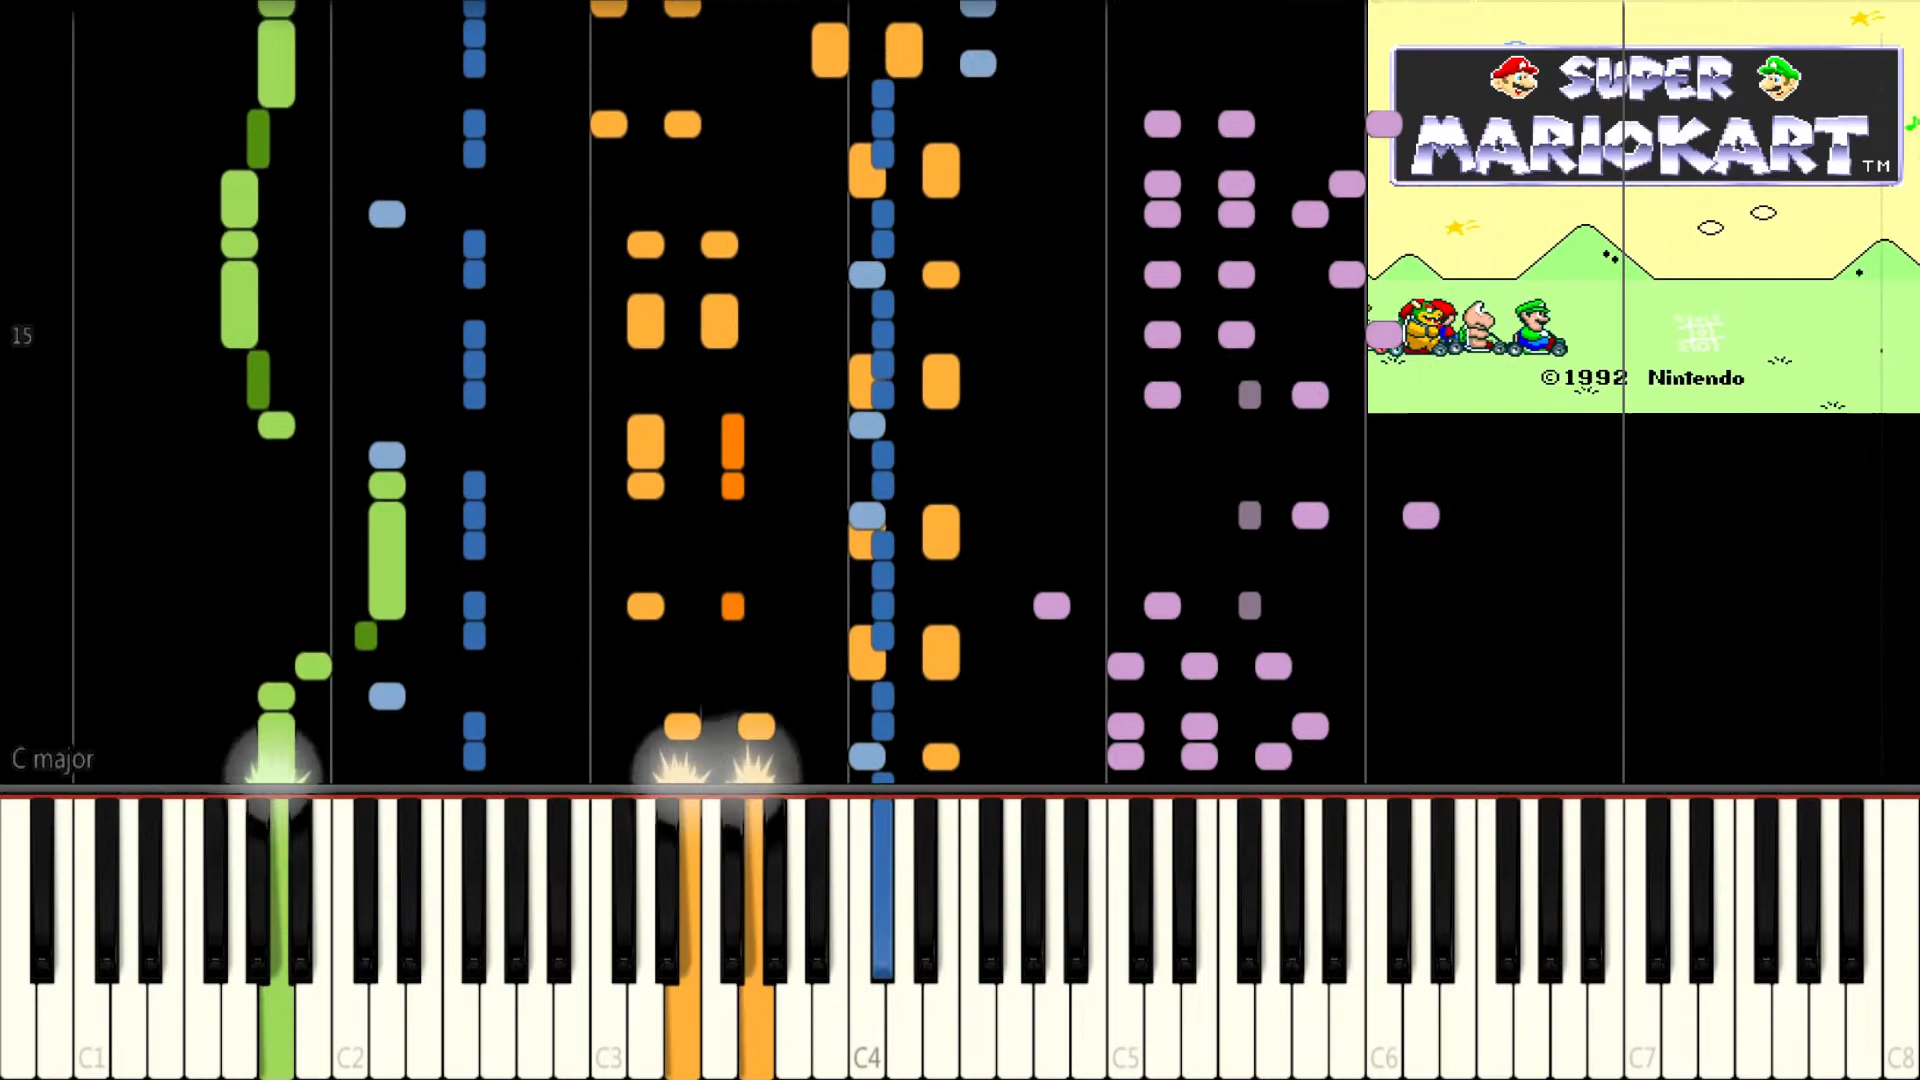 SUPER
MARIOKART TM
15
©1992 Nintendo
C major
C1 C2 C3 C4 C5 C6 C7 C8